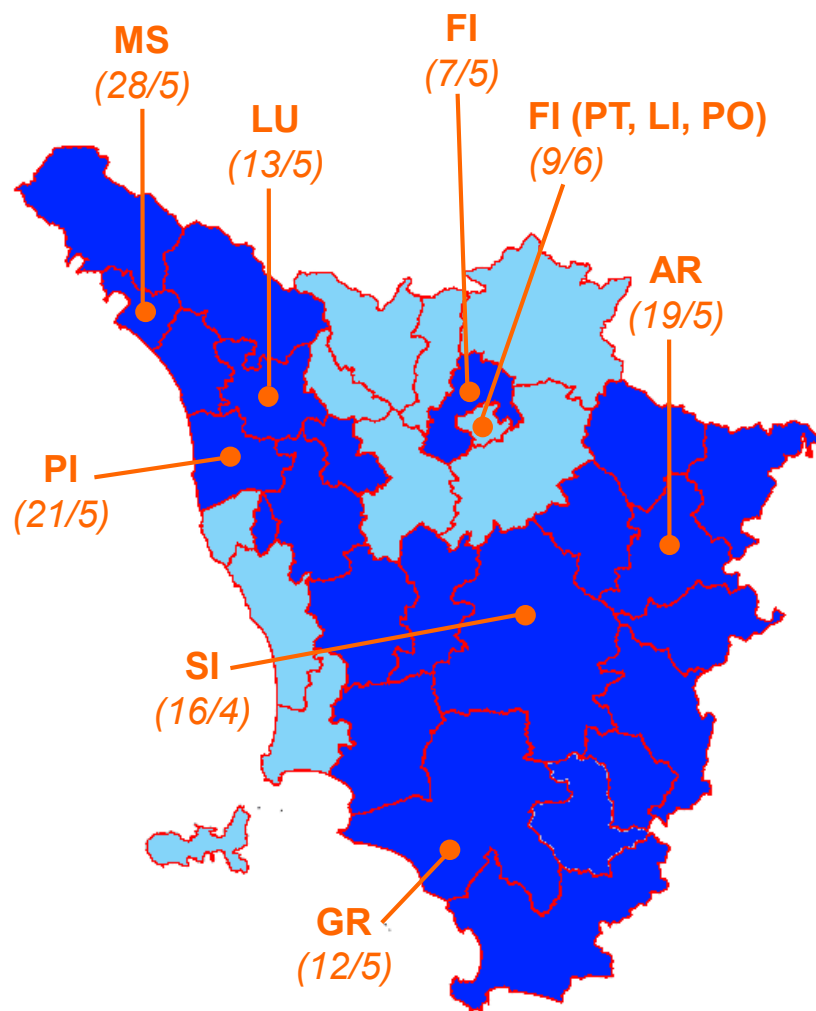 MS
(28/5)
FI
(7/5)
LU
(13/5)
FI (PT, LI, PO)
(9/6)
AR
(19/5)
PI
(21/5)
SI
(16/4)
GR
(12/5)